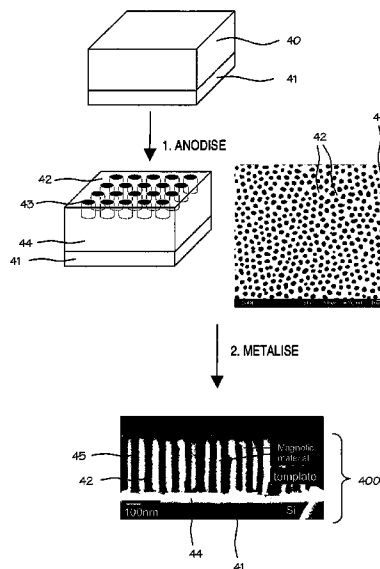 40
41
1. ANODISE
42
43
44
41
42
4
2. METALISE
45
42
Magnetic
material
template
Si
100nm
400
44
41